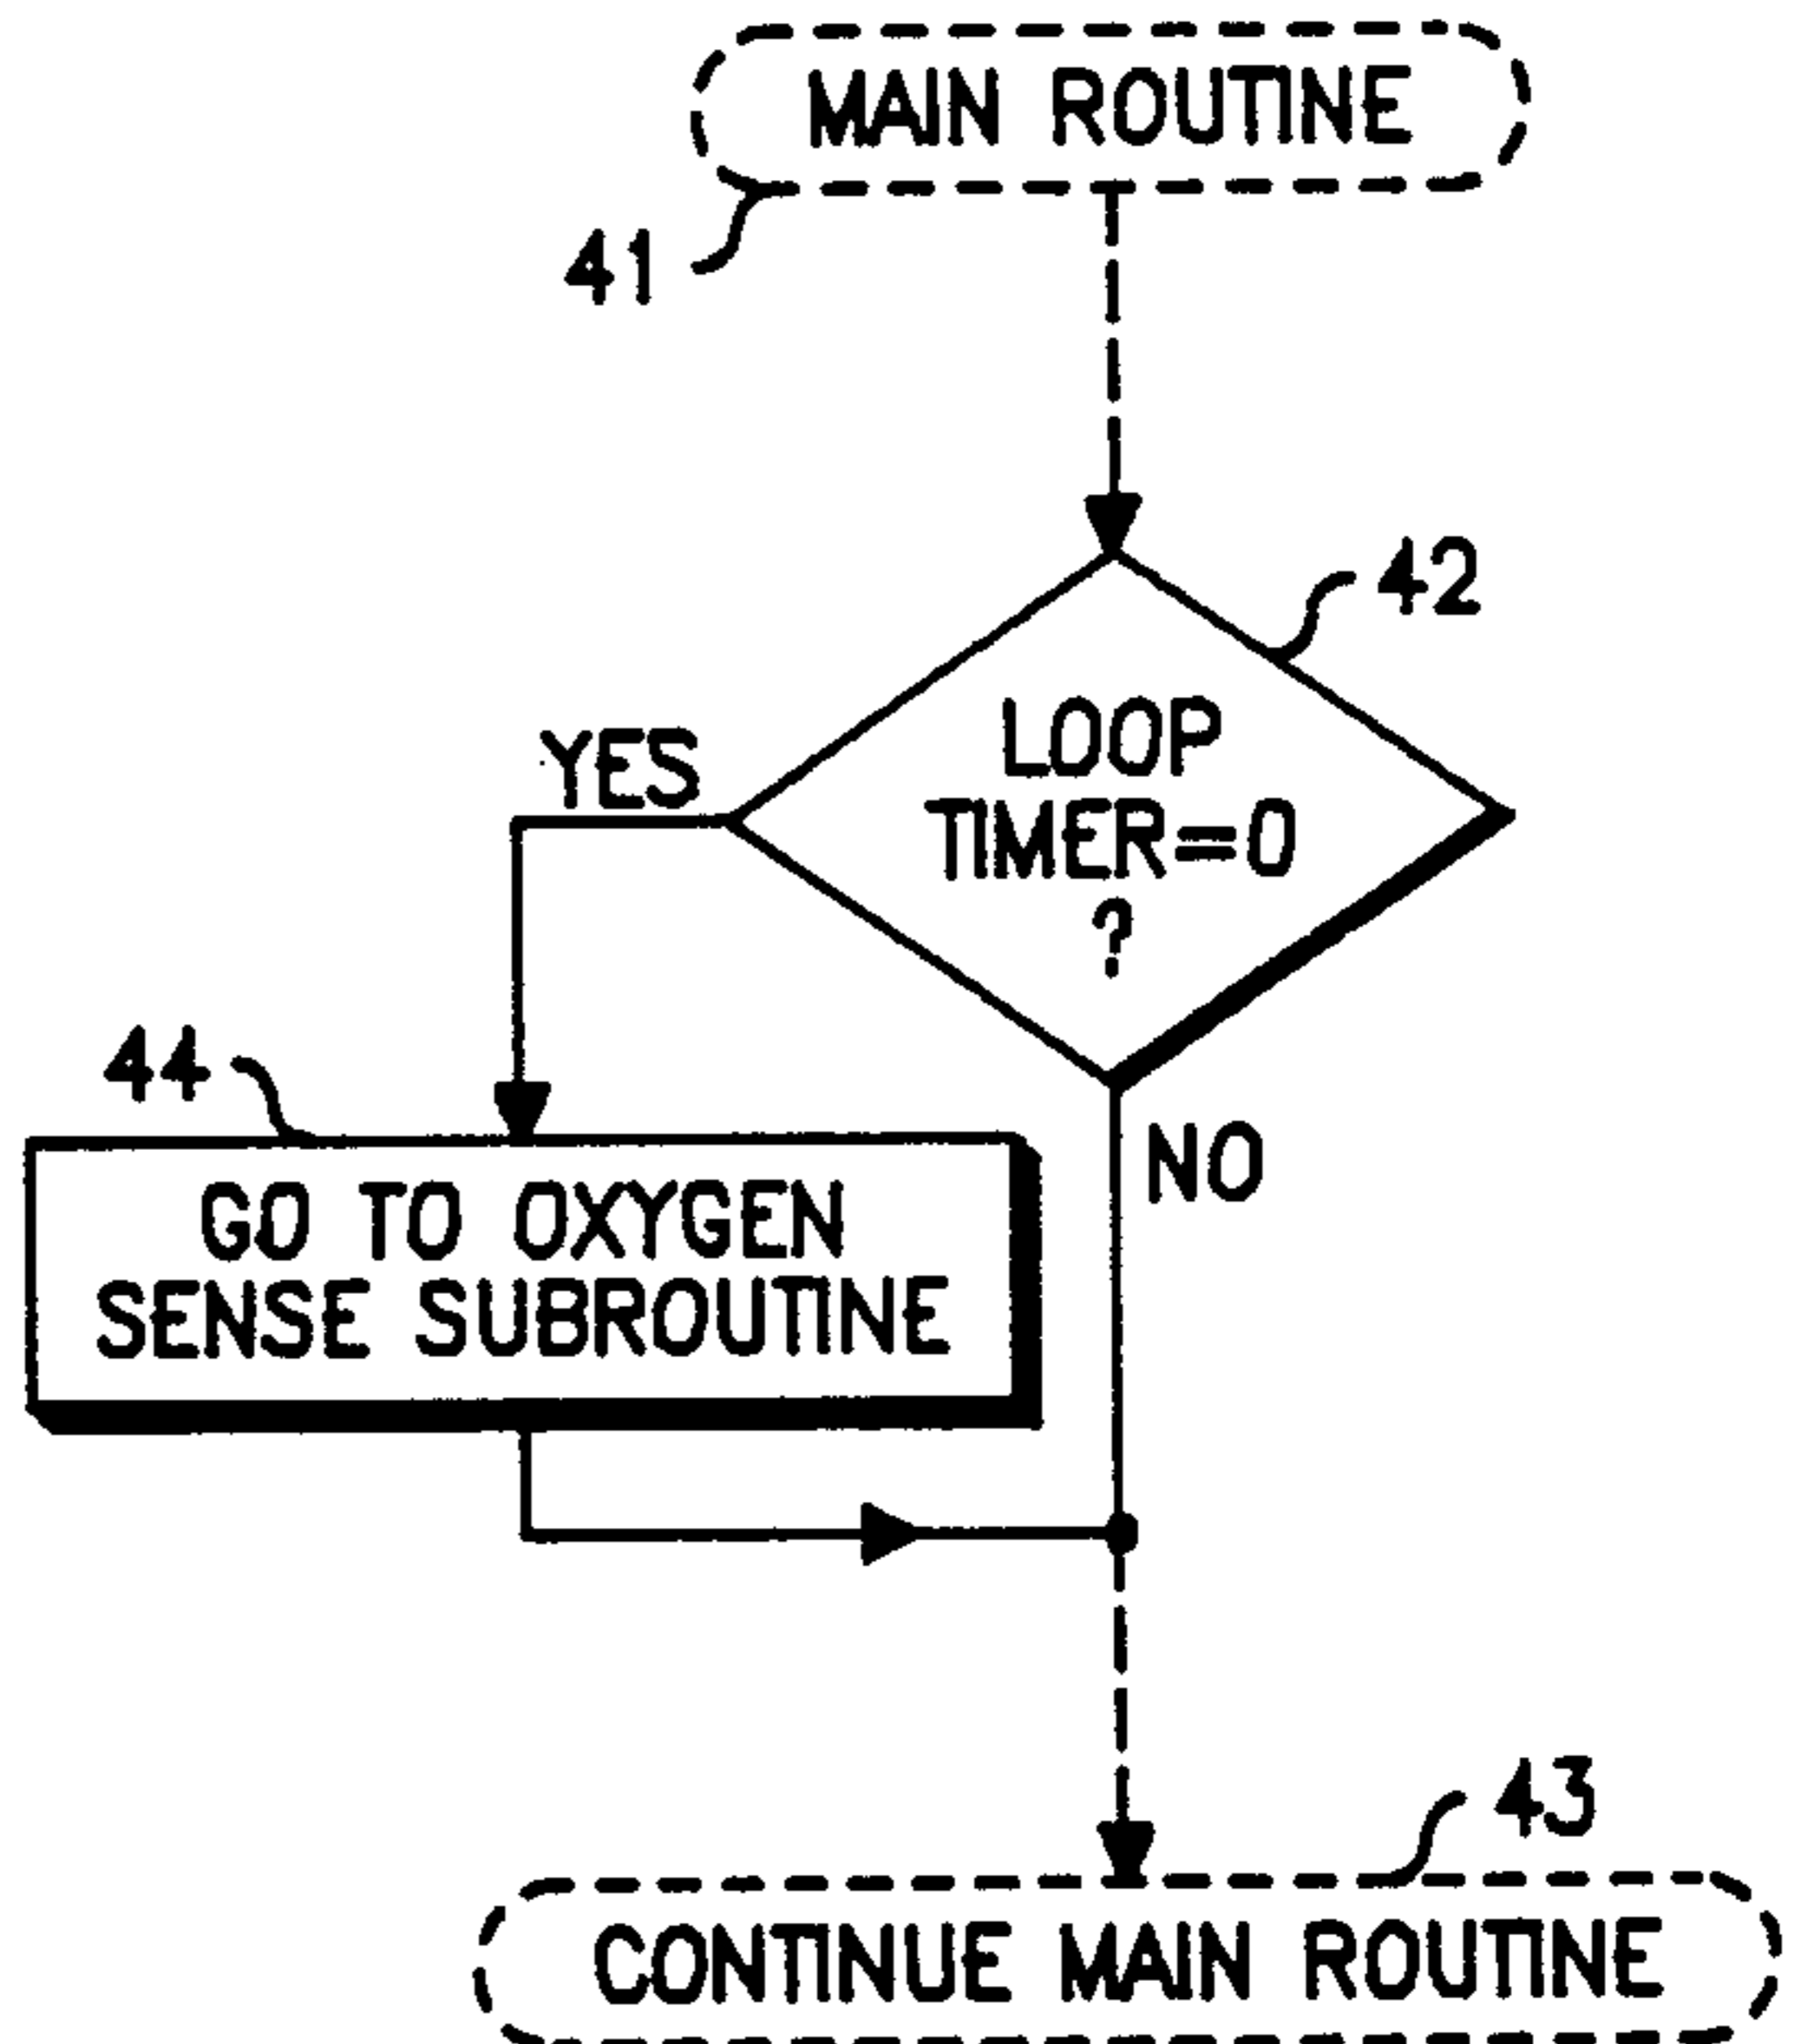 MAIN ROUTINE
41
42
LOOP
TIMER=0
?
YES
NO
44
GO TO OXYGEN
SENSE SUBROUTINE
43
CONTINUE MAIN ROUTINE